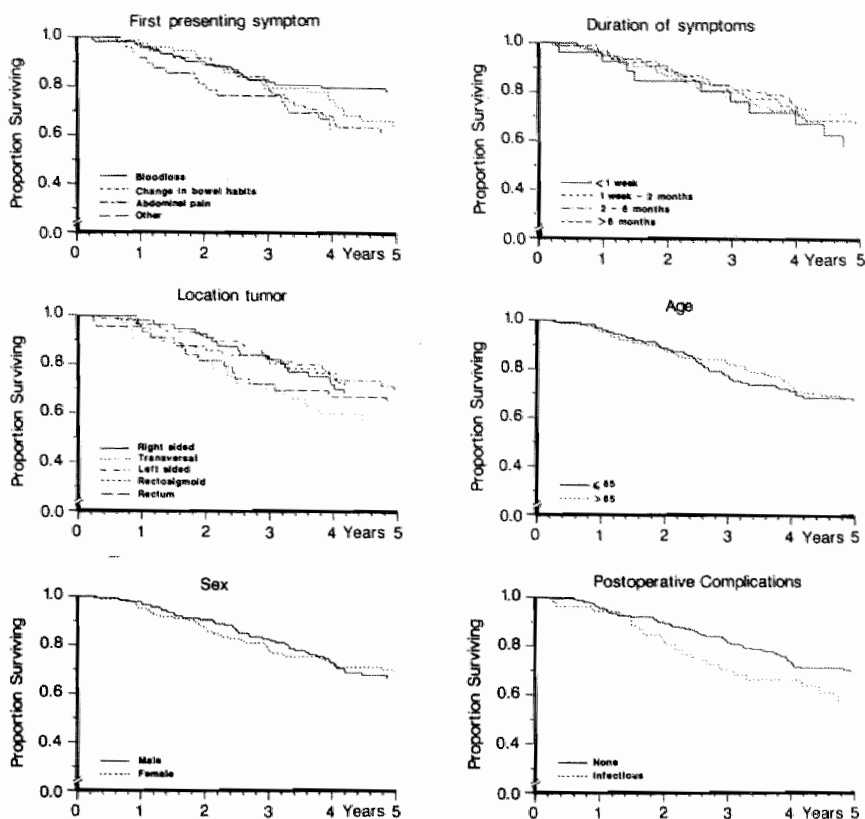 First presenting symptom
Proportion Surviving
1.0
0.8
0.6
0.4
0.0
Bloodloss
Change in bowel habits
Abdominal pain
Other
0 1 2 3 4 Years 5
Duration of symptoms
Proportion Surviving
1.0
0.8
0.6
0.4
0.0
< 1 week
1 week - 2 months
2 - 6 months
> 6 months
0 1 2 3 4 Years 5
Location tumor
Proportion Surviving
1.0
0.8
0.6
0.4
0.0
Right sided
Transversal
Left sided
Rectosigmoid
Rectum
0 1 2 3 4 Years 5
Age
Proportion Surviving
1.0
0.8
0.6
0.4
0.0
⩽ 65
> 65
0 1 2 3 4 Years 5
Sex
Proportion Surviving
1.0
0.8
0.6
0.4
0.0
Male
Female
0 1 2 3 4 Years 5
Postoperative Complications
Proportion Surviving
1.0
0.8
0.6
0.4
0.0
None
Infectious
0 1 2 3 4 Years 5